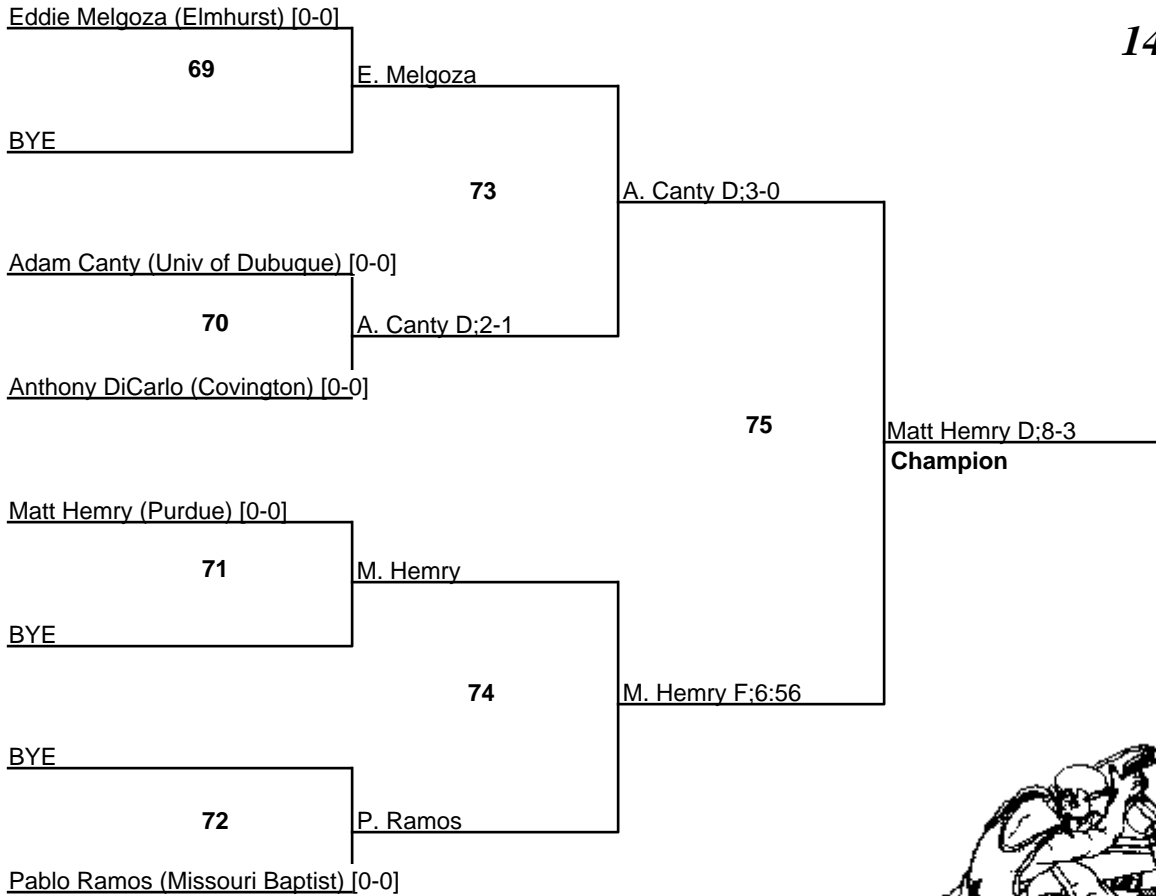 Eddie Melgoza (Elmhurst) [0-0]
14
69
E. Melgoza
BYE
73
A. Canty D;3-0
Adam Canty (Univ of Dubuque) [0-0]
70
A. Canty D;2-1
Anthony DiCarlo (Covington) [0-0]
75
Matt Hemry D;8-3
Champion
Matt Hemry (Purdue) [0-0]
71
M. Hemry
BYE
74
M. Hemry F;6:56
BYE
72
P. Ramos
Pablo Ramos (Missouri Baptist) [0-0]